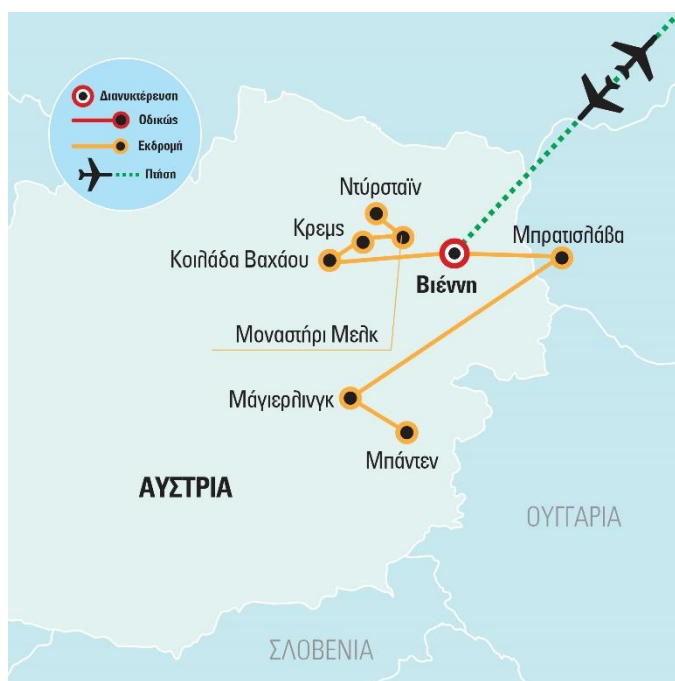 Διανυκτέρευση
Οδικώς
Εκδρομή
Πτήση
Ντύρσταϊν
Κρεμς
Κοιλάδα Βαχάου
Μπρατισλάβα
Βιέννη
Μοναστήρι Μελκ
Μάγιερλινγκ
Μπάντεν
ΑΥΣΤΡΙΑ
ΟΥΓΓΑΡΙΑ
ΣΛΟΒΕΝΙΑ